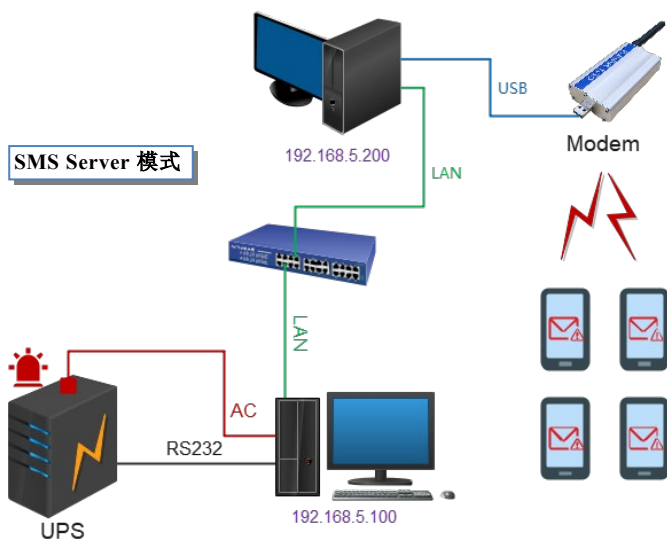 USB
Modem
192.168.5.200
SMS Server 模式
LAN
LAN
AC
RS232
192.168.5.100
UPS